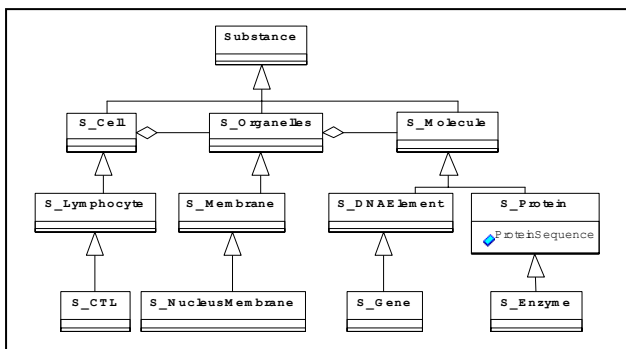 Substance
S_Cell
S_Organelles
S_Molecule
S_Lymphocyte
S_Membrane
S_DNAElement
S_Protein
ProteinSequence
S_CTL
S_NucleusMembrane
S_Gene
S_Enzyme